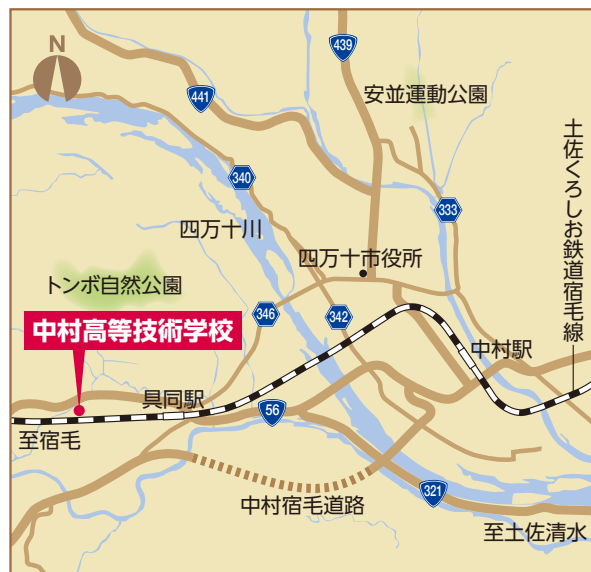 N
439
441
安並運動公園
土佐くろしお鉄道宿毛線
340
333
四万十川
四万十市役所
トンボ自然公園
346
342
中村高等技術学校
中村駅
具同駅
56
至宿毛
中村宿毛道路
321
至土佐清水